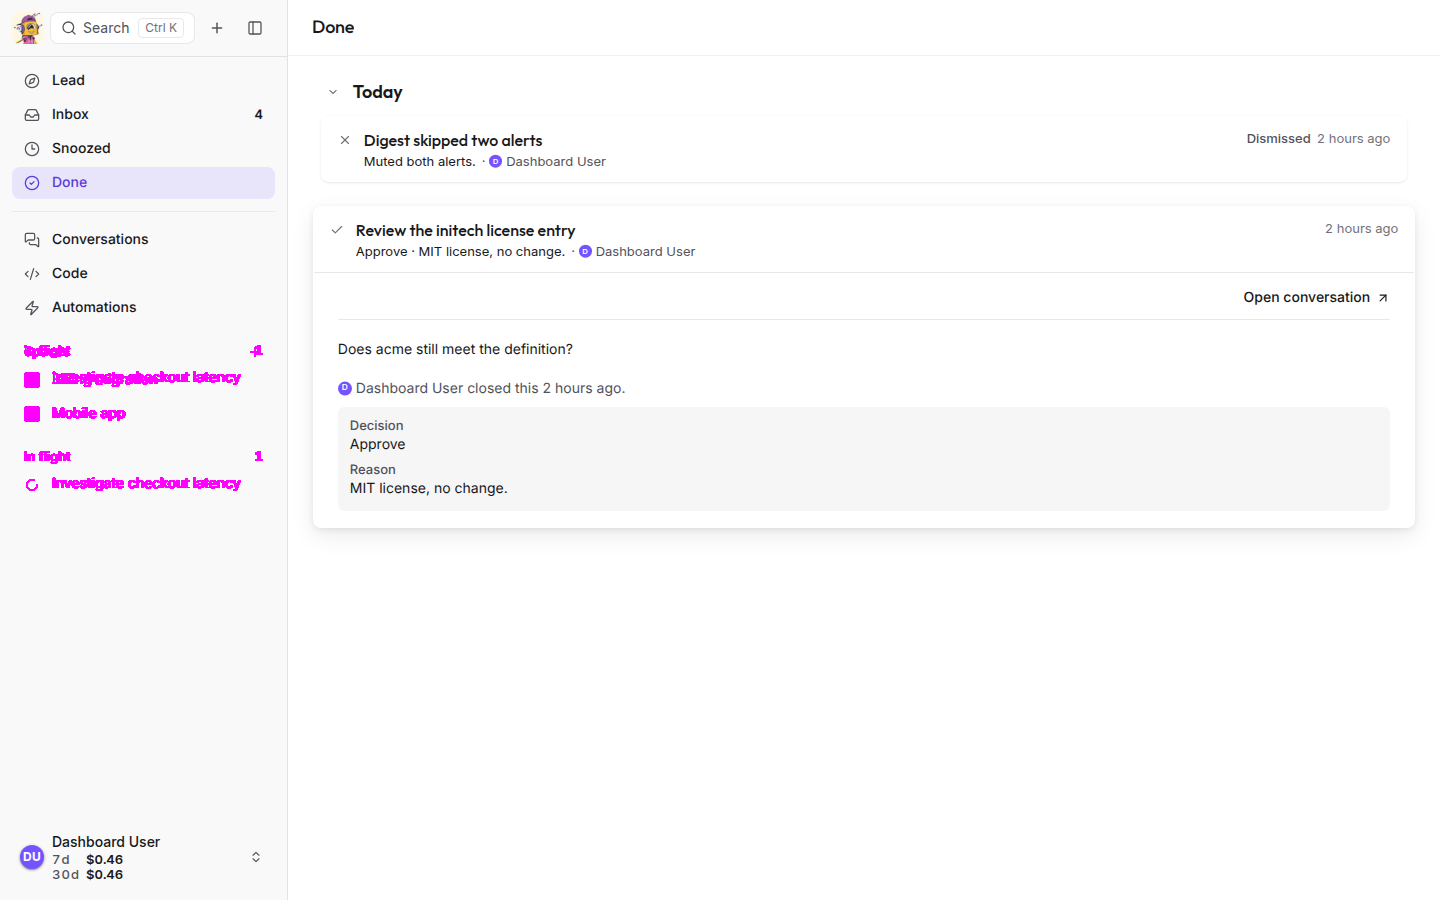 Search Ctrl K
Lead
Inbox 4
Snoozed
Done
Conversations
Code
Automations
Mobile app
In flight 1
Investigate checkout latency
DU Dashboard User
7d $0.46
30d $0.46
Done
Today
Digest skipped two alerts Dismissed 2 hours ago
Muted both alerts. · D Dashboard User
Review the initech license entry 2 hours ago
Approve · MIT license, no change. · D Dashboard User
Open conversation
Does acme still meet the definition?
D Dashboard User closed this 2 hours ago.
Decision
Approve
Reason
MIT license, no change.